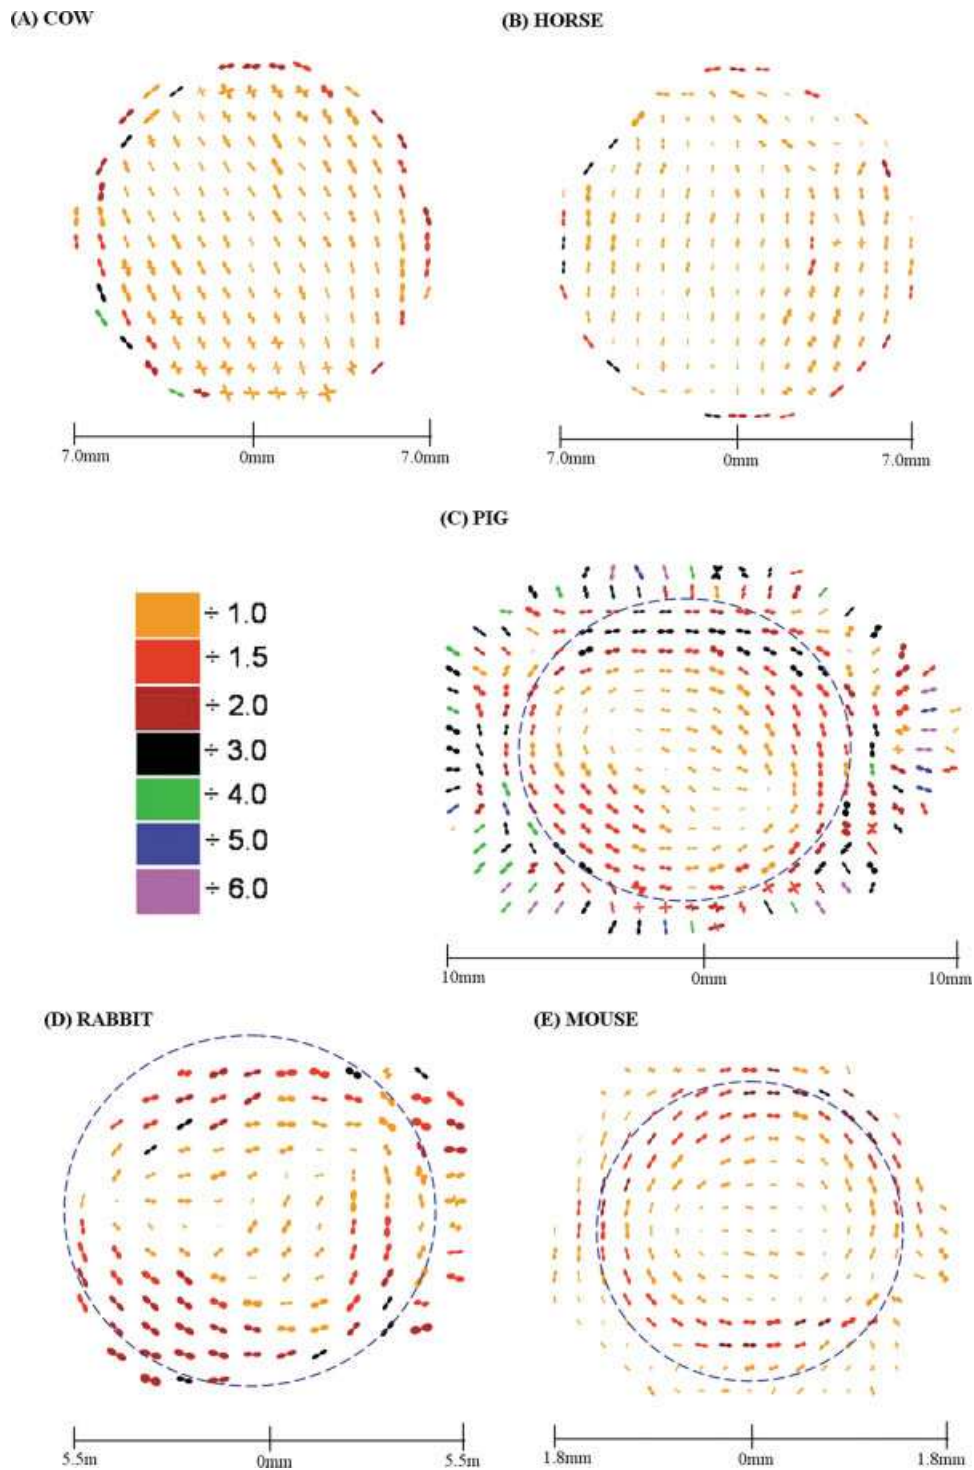 (A) COW
(B) HORSE
7.0mm 0mm 7.0mm
7.0mm 0mm 7.0mm
(C) PIG
÷ 1.0
÷ 1.5
÷ 2.0
÷ 3.0
÷ 4.0
÷ 5.0
÷ 6.0
10mm 0mm 10mm
(D) RABBIT
(E) MOUSE
5.5m 0mm 5.5m
1.8mm 0mm 1.8mm